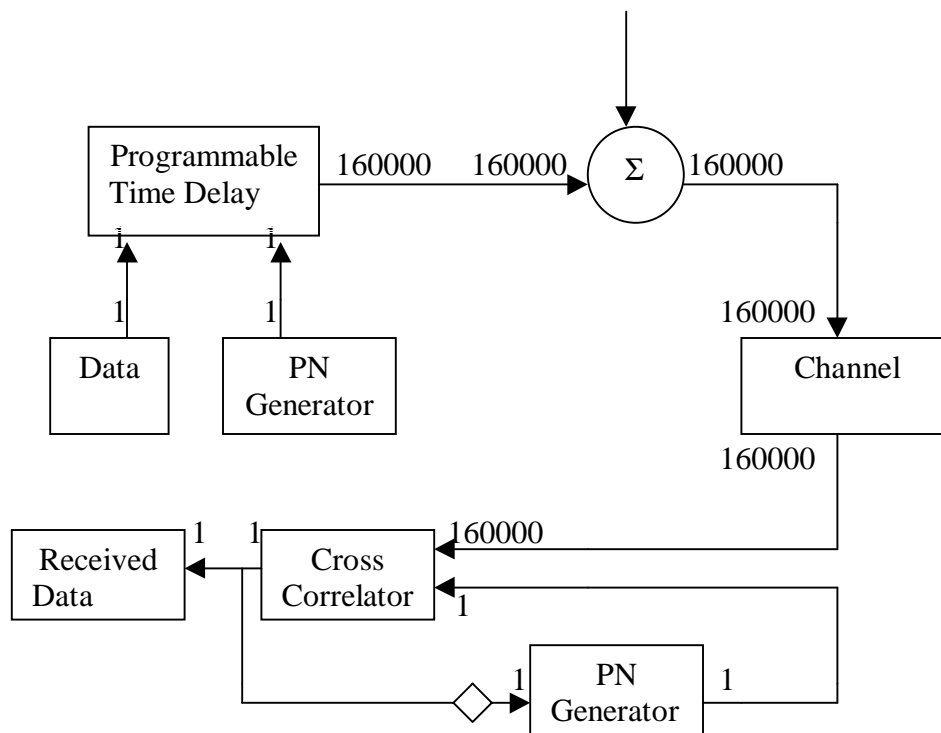 Programmable
Time Delay
160000
160000
Σ
160000
1
1
1
1
160000
Data
PN
Generator
Channel
160000
1
1
160000
Received
Data
Cross
Correlator
1
1
PN
Generator
1